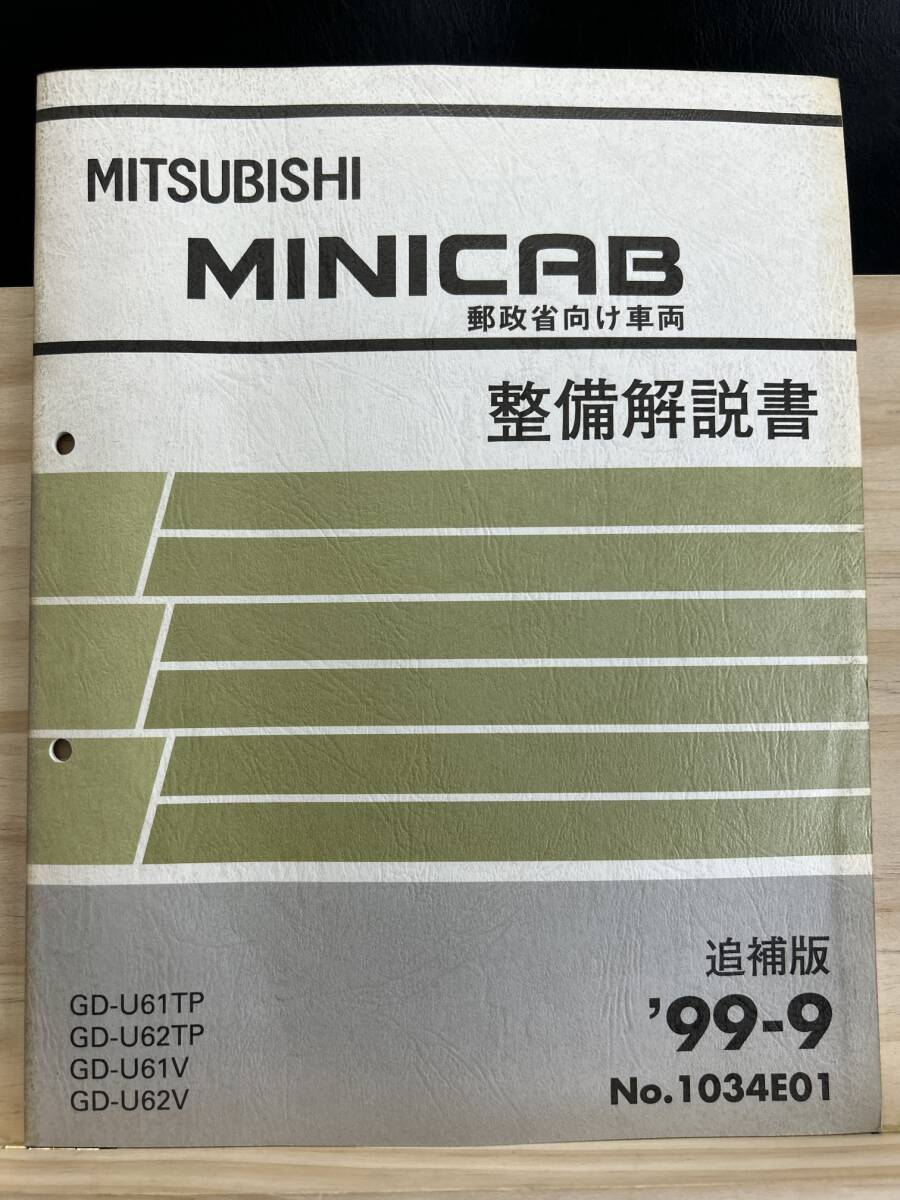 MITSUBISHI
MINICAB
郵政省向け車両
整備解説書
追補版
'99-9
No.1034E01
GD-U61TP
GD-U62TP
GD-U61V
GD-U62V